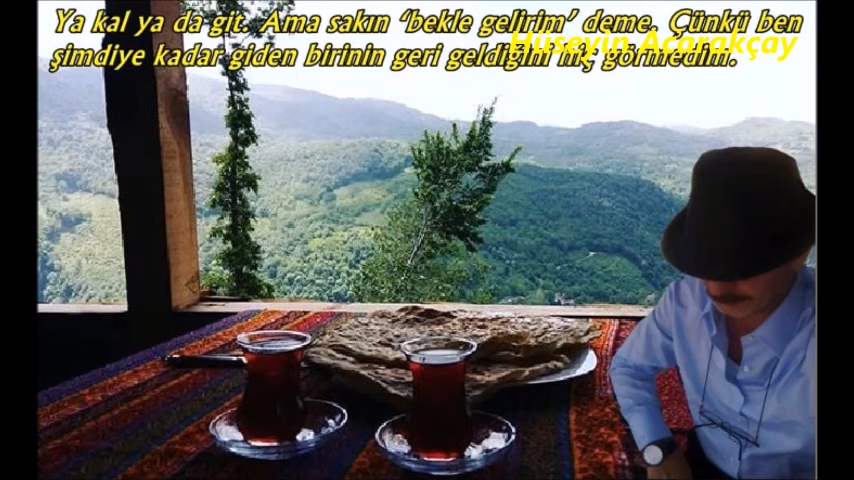 Ya kal ya da git. Ama sakın ‘bekle gelirim’ deme. Çünkü ben
şimdiye kadar giden birinin geri geldiğini hiç görmedim.
Hüseyin Acarakçay